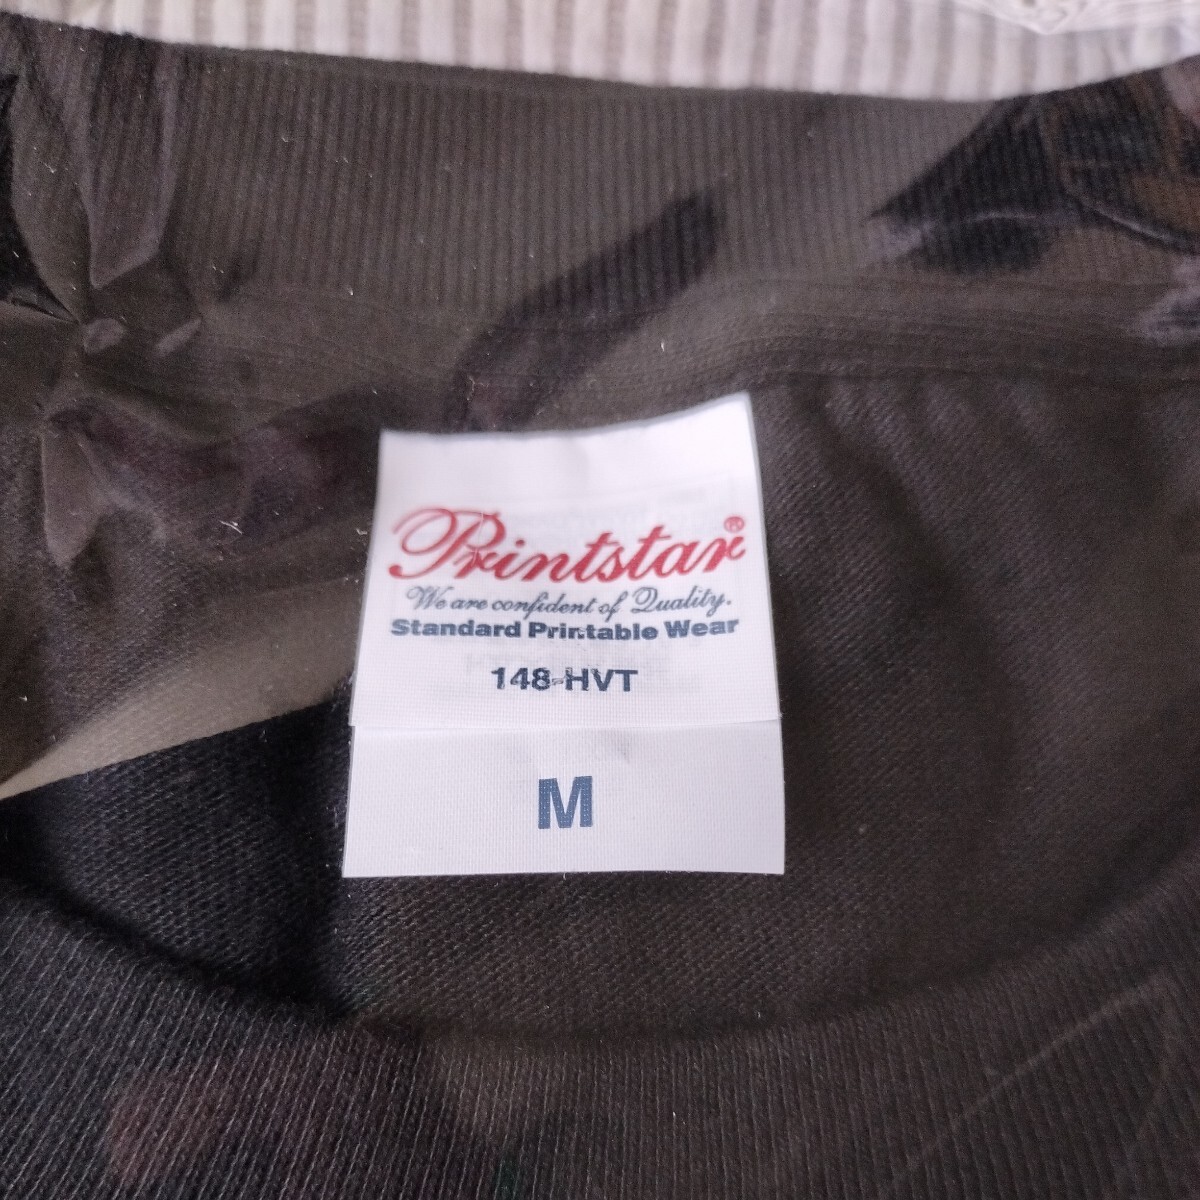 Printstar®
We are confident of Quality.
Standard Printable Wear
148-HVT
M